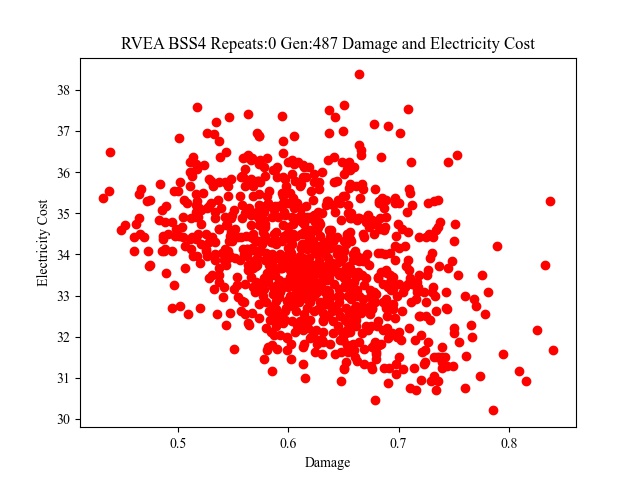 RVEA BSS4 Repeats:0 Gen:487 Damage and Electricity Cost
38
37
36
35
34
33
32
31
30
Electricity Cost
0.5 0.6 0.7 0.8
Damage